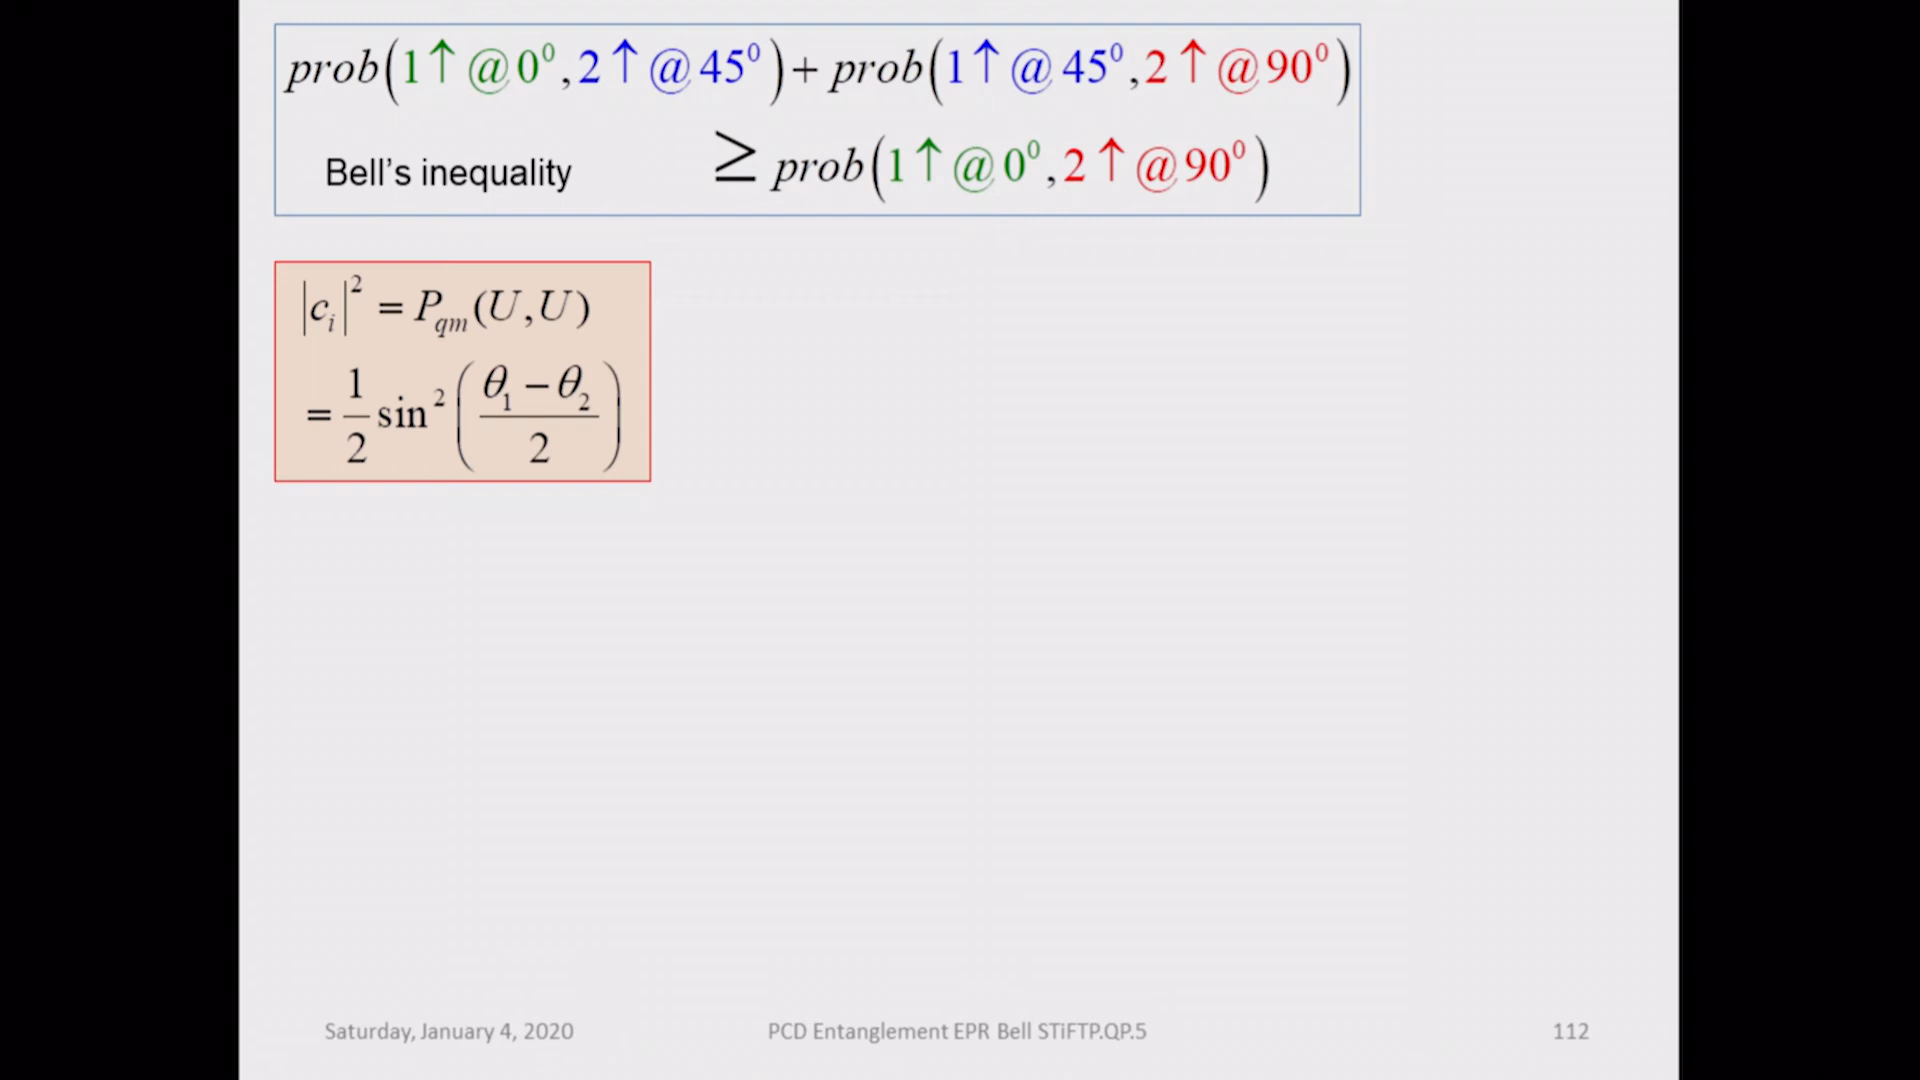 prob(1↑@0⁰,2↑@45⁰)+prob(1↑@45⁰,2↑@90⁰)
Bell's inequality ≥prob(1↑@0⁰,2↑@90⁰)
|cᵢ|² = P_qm(U,U)
= 1/2 sin²((θ₁−θ₂)/2)
Saturday, January 4, 2020 PCD Entanglement EPR Bell STiFTP.QP.5 112